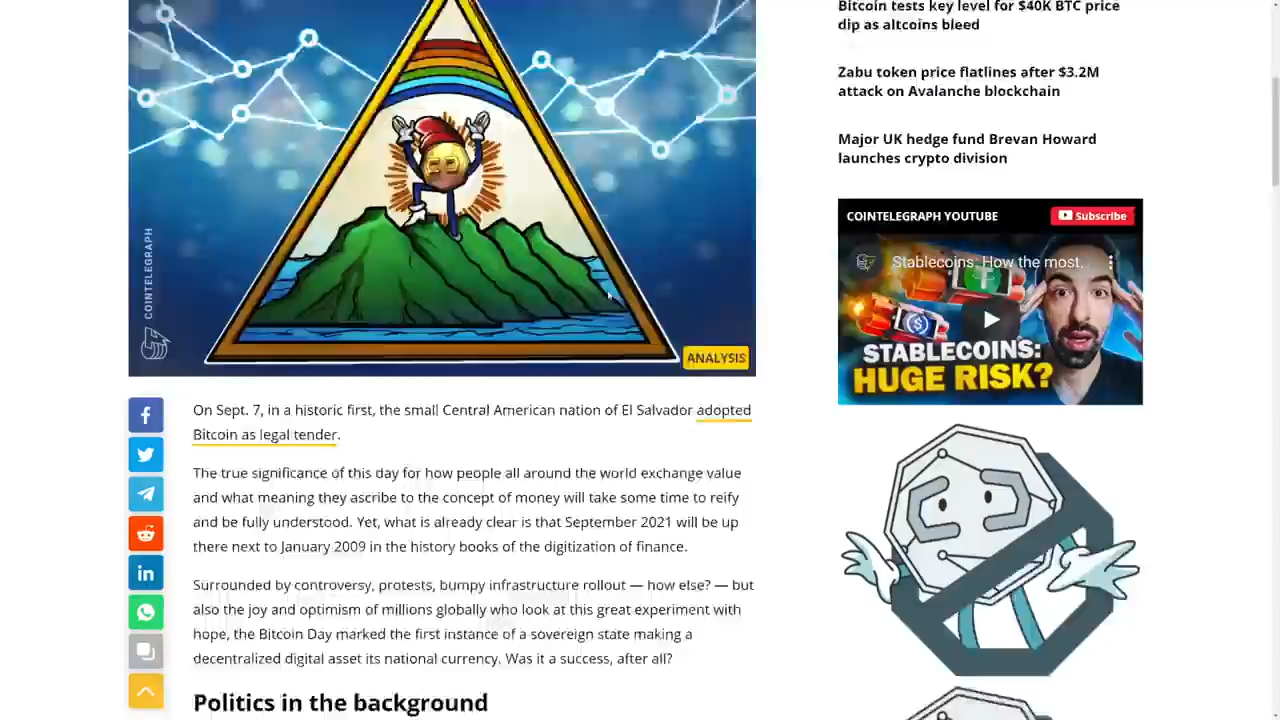 COINTELEGRAPH
ANALYSIS
On Sept. 7, in a historic first, the small Central American nation of El Salvador adopted
Bitcoin as legal tender.
The true significance of this day for how people all around the world exchange value
and what meaning they ascribe to the concept of money will take some time to reify
and be fully understood. Yet, what is already clear is that September 2021 will be up
there next to January 2009 in the history books of the digitization of finance.
Surrounded by controversy, protests, bumpy infrastructure rollout — how else? — but
also the joy and optimism of millions globally who look at this great experiment with
hope, the Bitcoin Day marked the first instance of a sovereign state making a
decentralized digital asset its national currency. Was it a success, after all?
Politics in the background
Bitcoin tests key level for $40K BTC price
dip as altcoins bleed
Zabu token price flatlines after $3.2M
attack on Avalanche blockchain
Major UK hedge fund Brevan Howard
launches crypto division
COINTELEGRAPH YOUTUBE
Subscribe
Stablecoins: How the most.
STABLECOINS:
HUGE RISK?